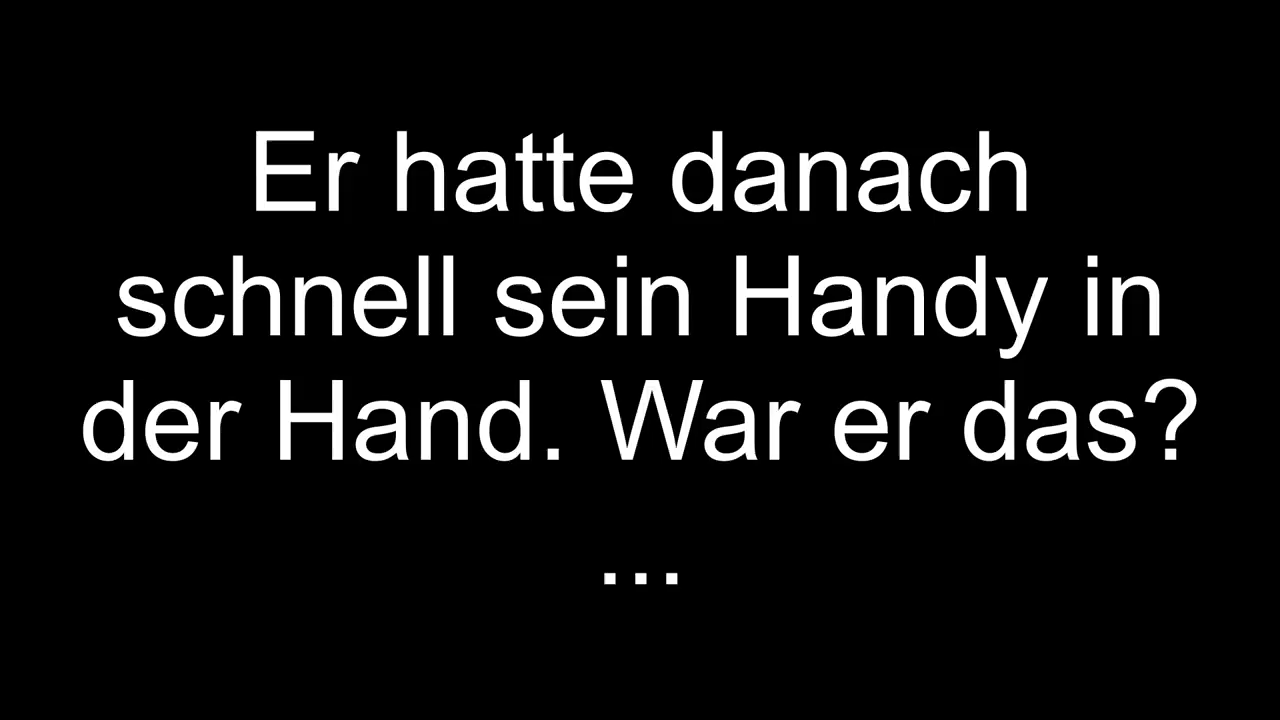 Er hatte danach
schnell sein Handy in
der Hand. War er das?
...